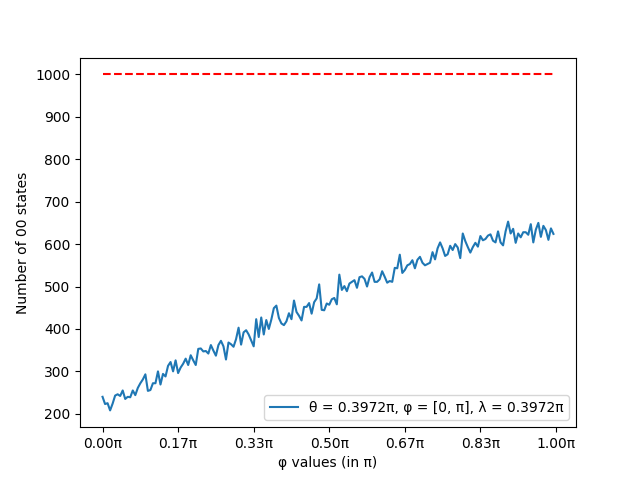 1000
900
800
700
600
500
400
300
200
Number of 00 states
θ = 0.3972π, φ = [0, π], λ = 0.3972π
0.00π 0.17π 0.33π 0.50π 0.67π 0.83π 1.00π
φ values (in π)